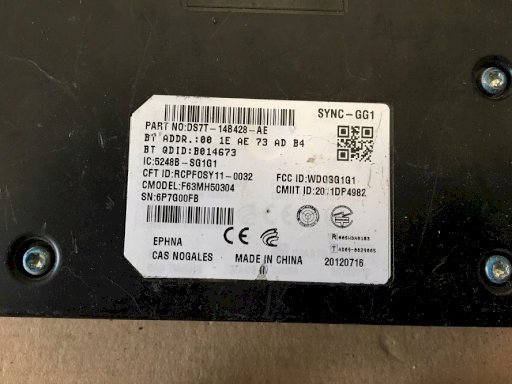 SYNC-GG1
PART NO:DS7T-14B428-AE
BT ADDR.:00 1E AE 73 AD B4
BT QDID:B014673
IC:5248B-SG1G1
CFT ID:RCPFOSY11-0032
FCC ID:WDOSG1G1
CMODEL:F63MH50304
CMIIT ID:2011DP4982
SN:6P7G00FB
EPHNA
CAS NOGALES
MADE IN CHINA
20120716